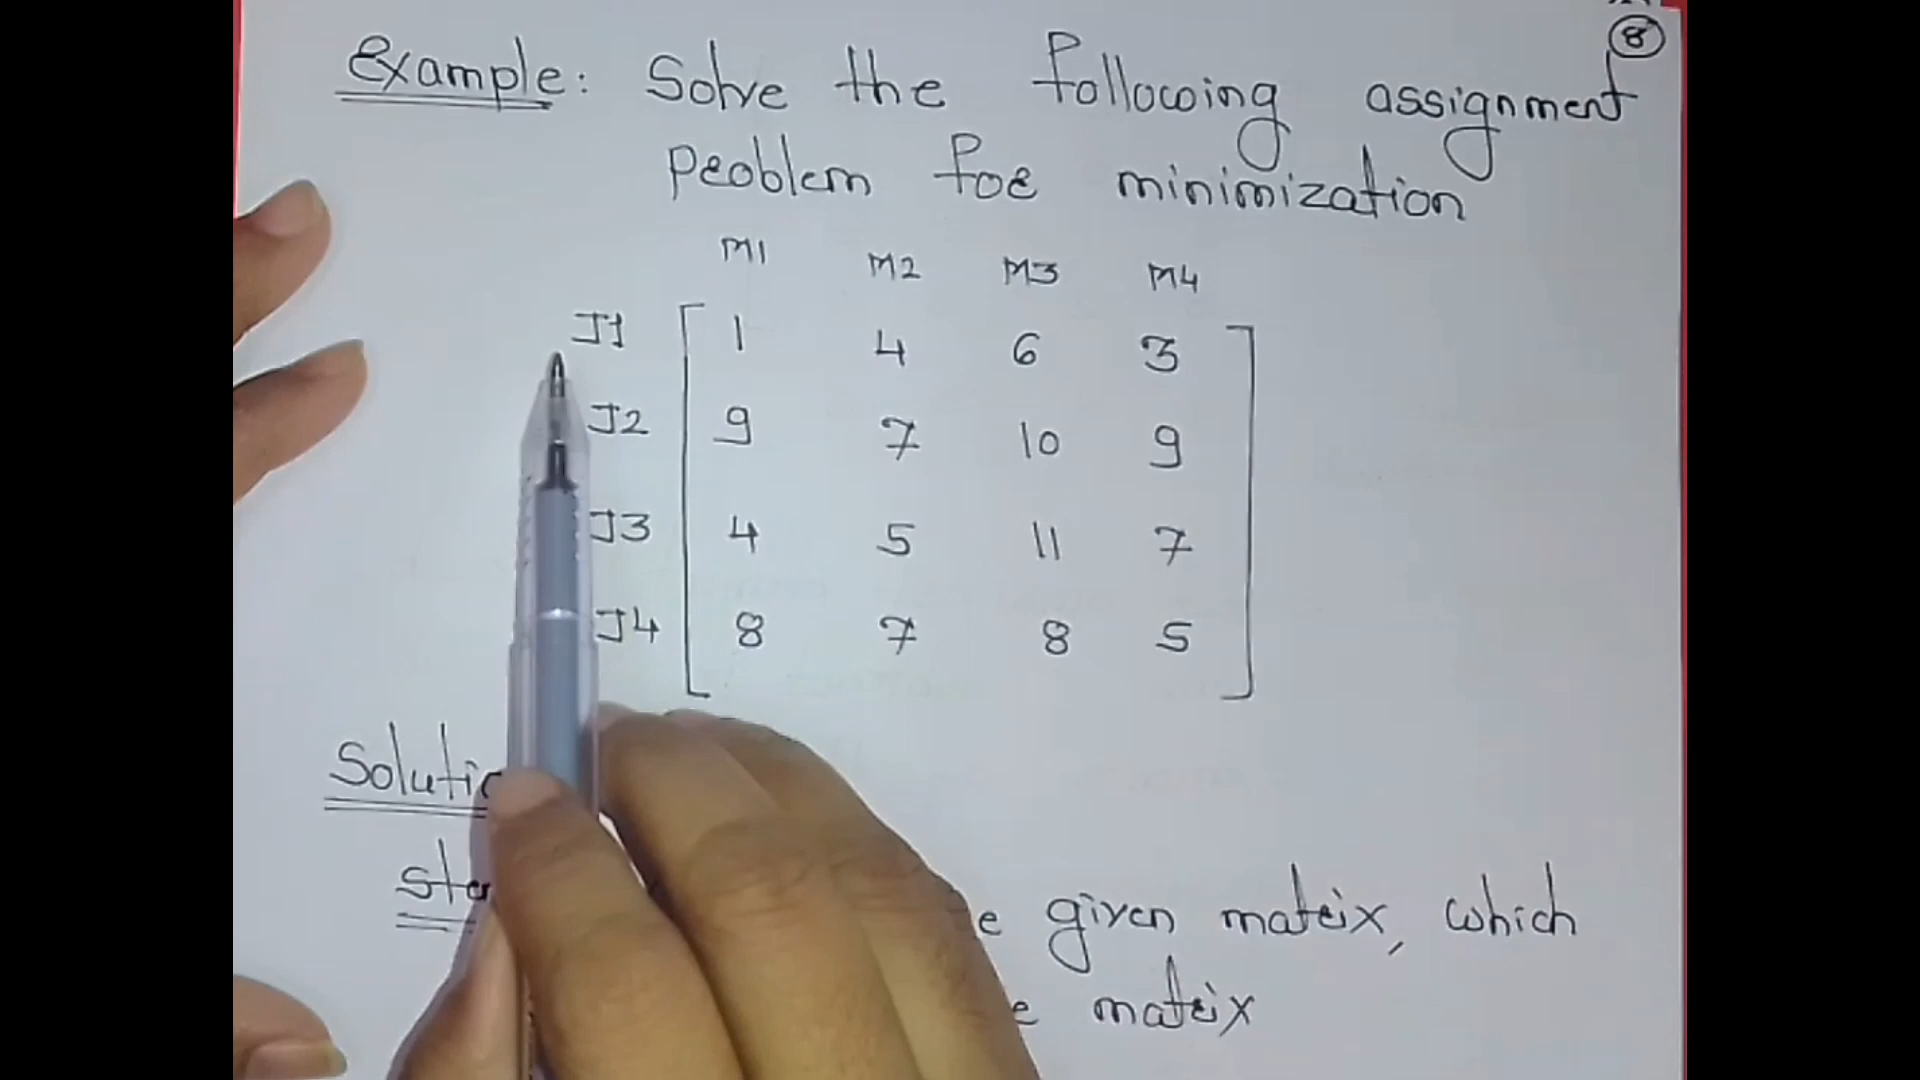 8
Example: Solve the following assignment
problem for minimization
M1 M2 M3 M4
J1 1 4 6 3
J2 9 7 10 9
J3 4 5 11 7
J4 8 7 8 5
given matrix, which
matrix